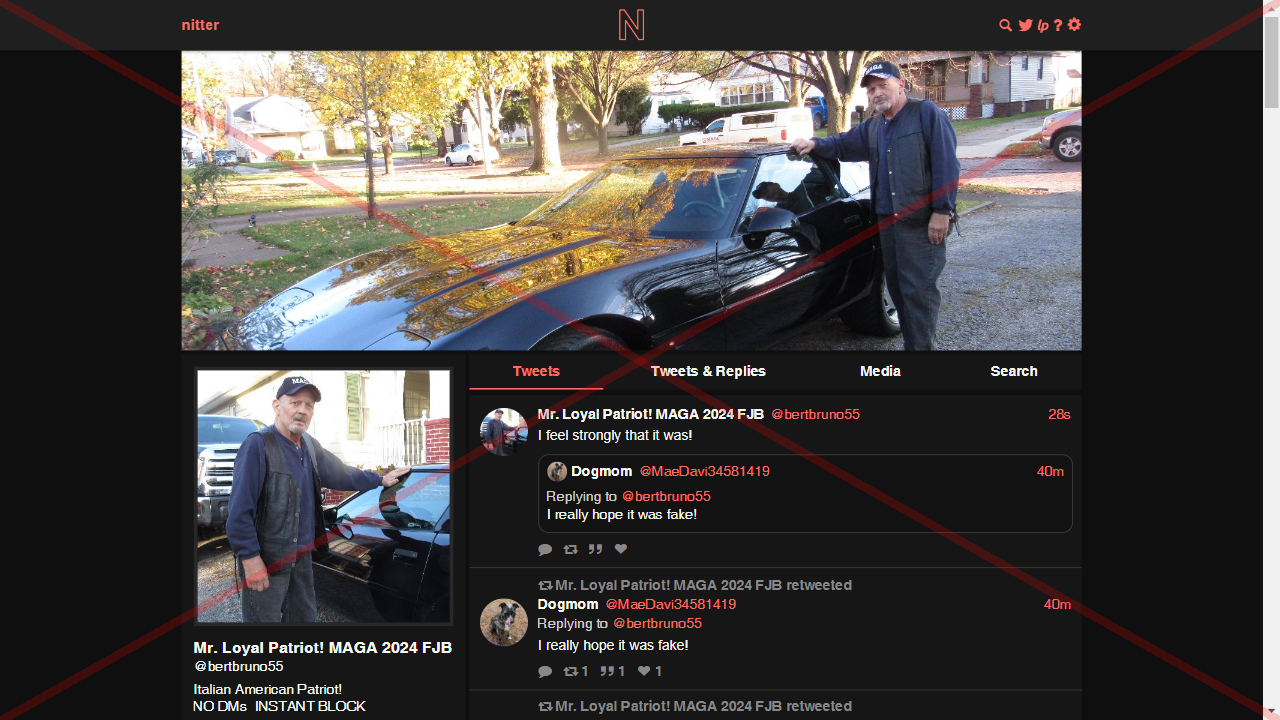 nitter
N
lp ?
MAGA
Tweets
Tweets & Replies
Media
Search
Mr. Loyal Patriot! MAGA 2024 FJB @bertbruno55 28s
I feel strongly that it was!
Dogmom @MaeDavi34581419 40m
Replying to @bertbruno55
I really hope it was fake!
Mr. Loyal Patriot! MAGA 2024 FJB retweeted
Dogmom @MaeDavi34581419 40m
Replying to @bertbruno55
I really hope it was fake!
1 1 1
Mr. Loyal Patriot! MAGA 2024 FJB retweeted
Mr. Loyal Patriot! MAGA 2024 FJB
@bertbruno55
Italian American Patriot!
NO DMs INSTANT BLOCK